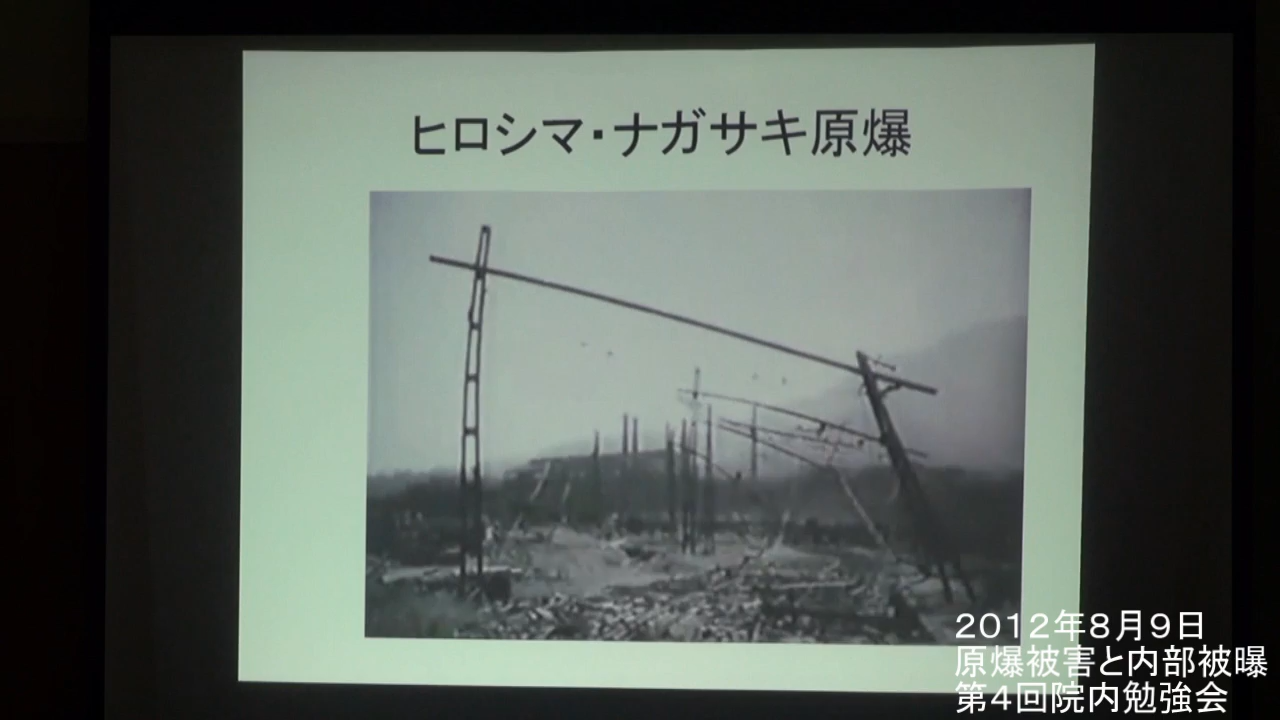 ヒロシマ・ナガサキ原爆
２０１２年８月９日
原爆被害と内部被曝
第４回院内勉強会